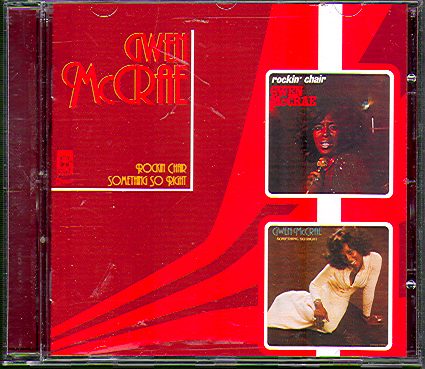 GWEN
McCRAE
ROCKIN CHAIR
SOMETHING SO RIGHT
rockin' chair
GWEN
McCRAE
GWEN McCRAE
SOMETHING SO RIGHT